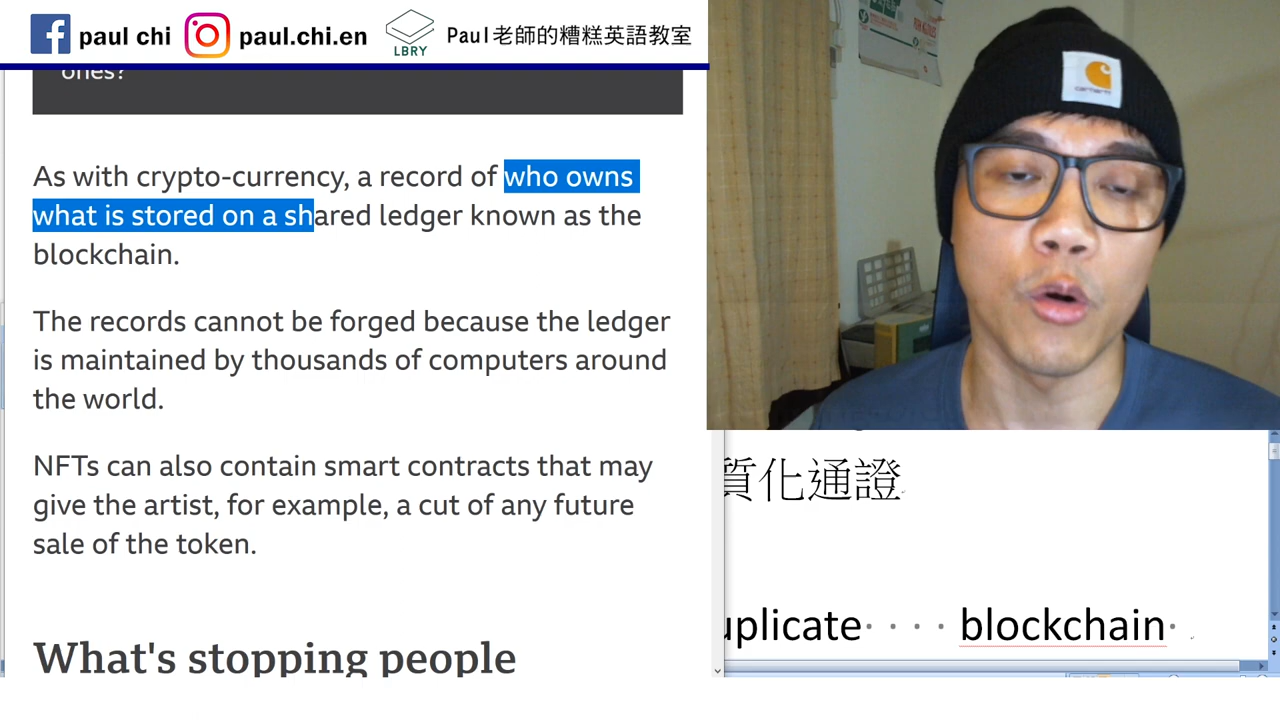 paul chi
paul.chi.en
LBRY
Paul老師的糟糕英語教室
ones?
As with crypto-currency, a record of who owns
what is stored on a shared ledger known as the
blockchain.
The records cannot be forged because the ledger
is maintained by thousands of computers around
the world.
NFTs can also contain smart contracts that may
give the artist, for example, a cut of any future
sale of the token.
What's stopping people
carhartt
質化通證
uplicate blockchain